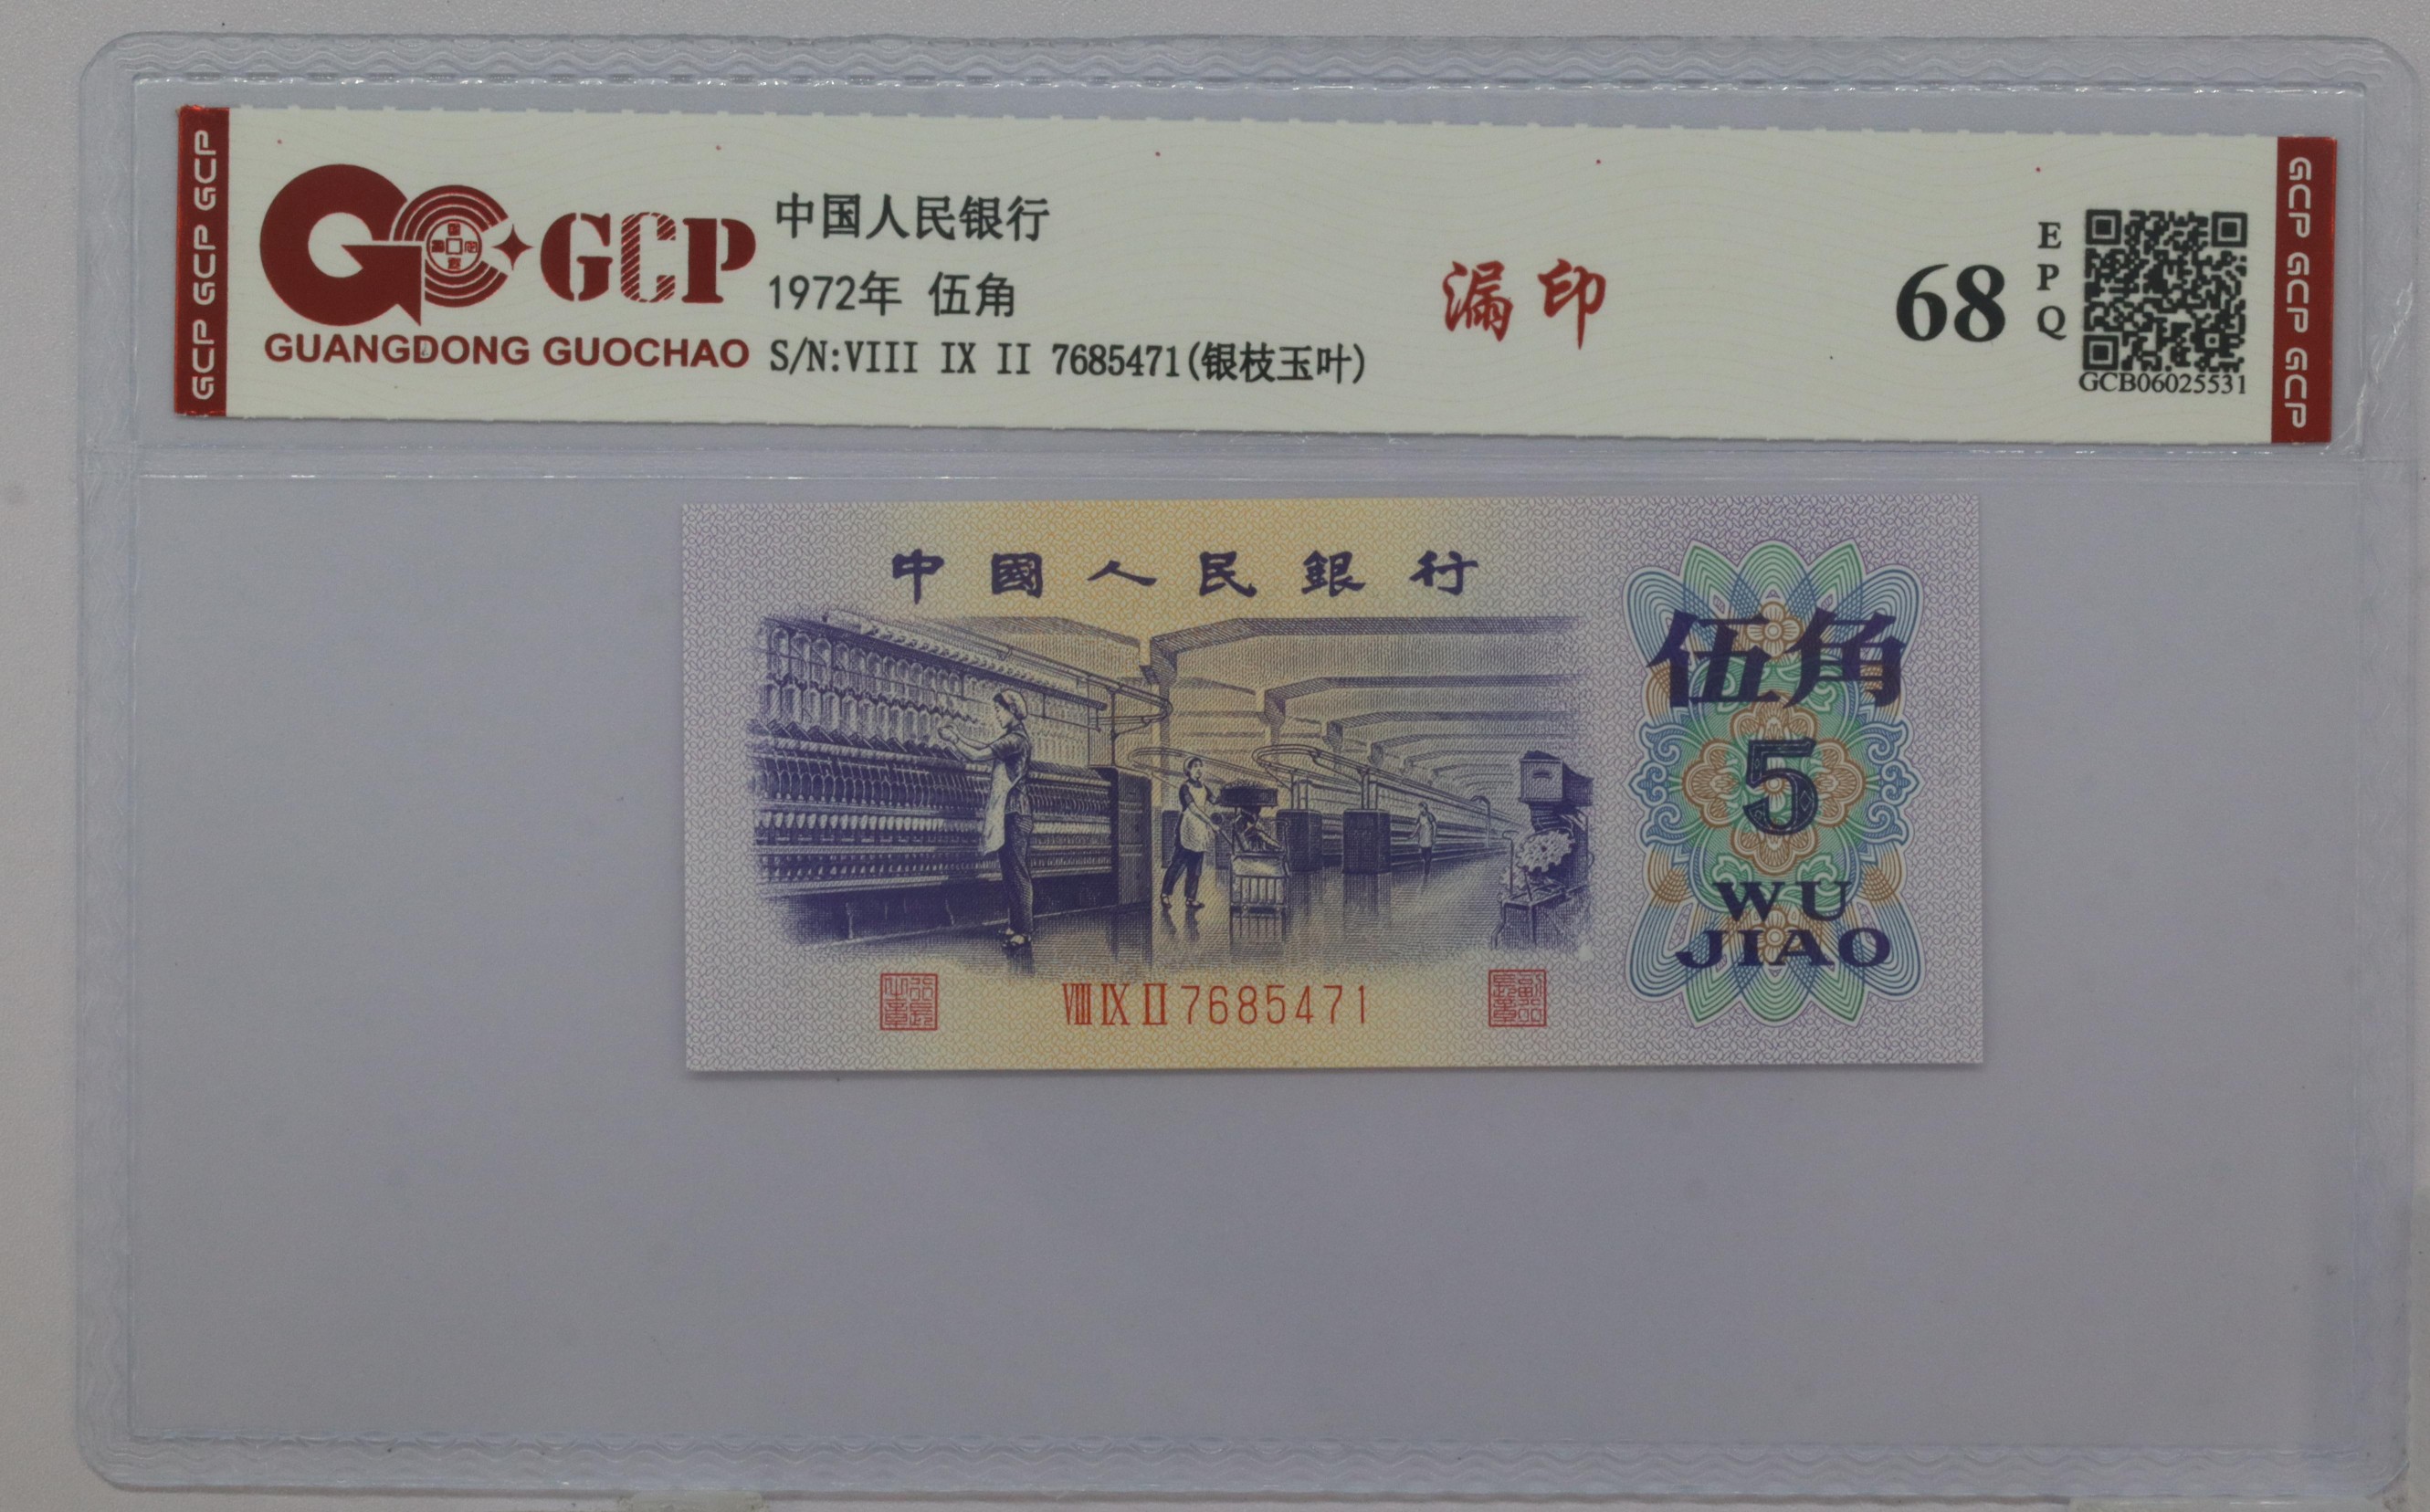 GCP GCP GCP
GCP
GUANGDONG GUOCHAO
中国人民银行
1972年 伍角
S/N:VIII IX II 7685471(银枝玉叶)
漏印
68
EPQ
GCB06025531
GCP GCP GCP
中國人民銀行
伍角
5
WU
JIAO
VIII IX II 7685471